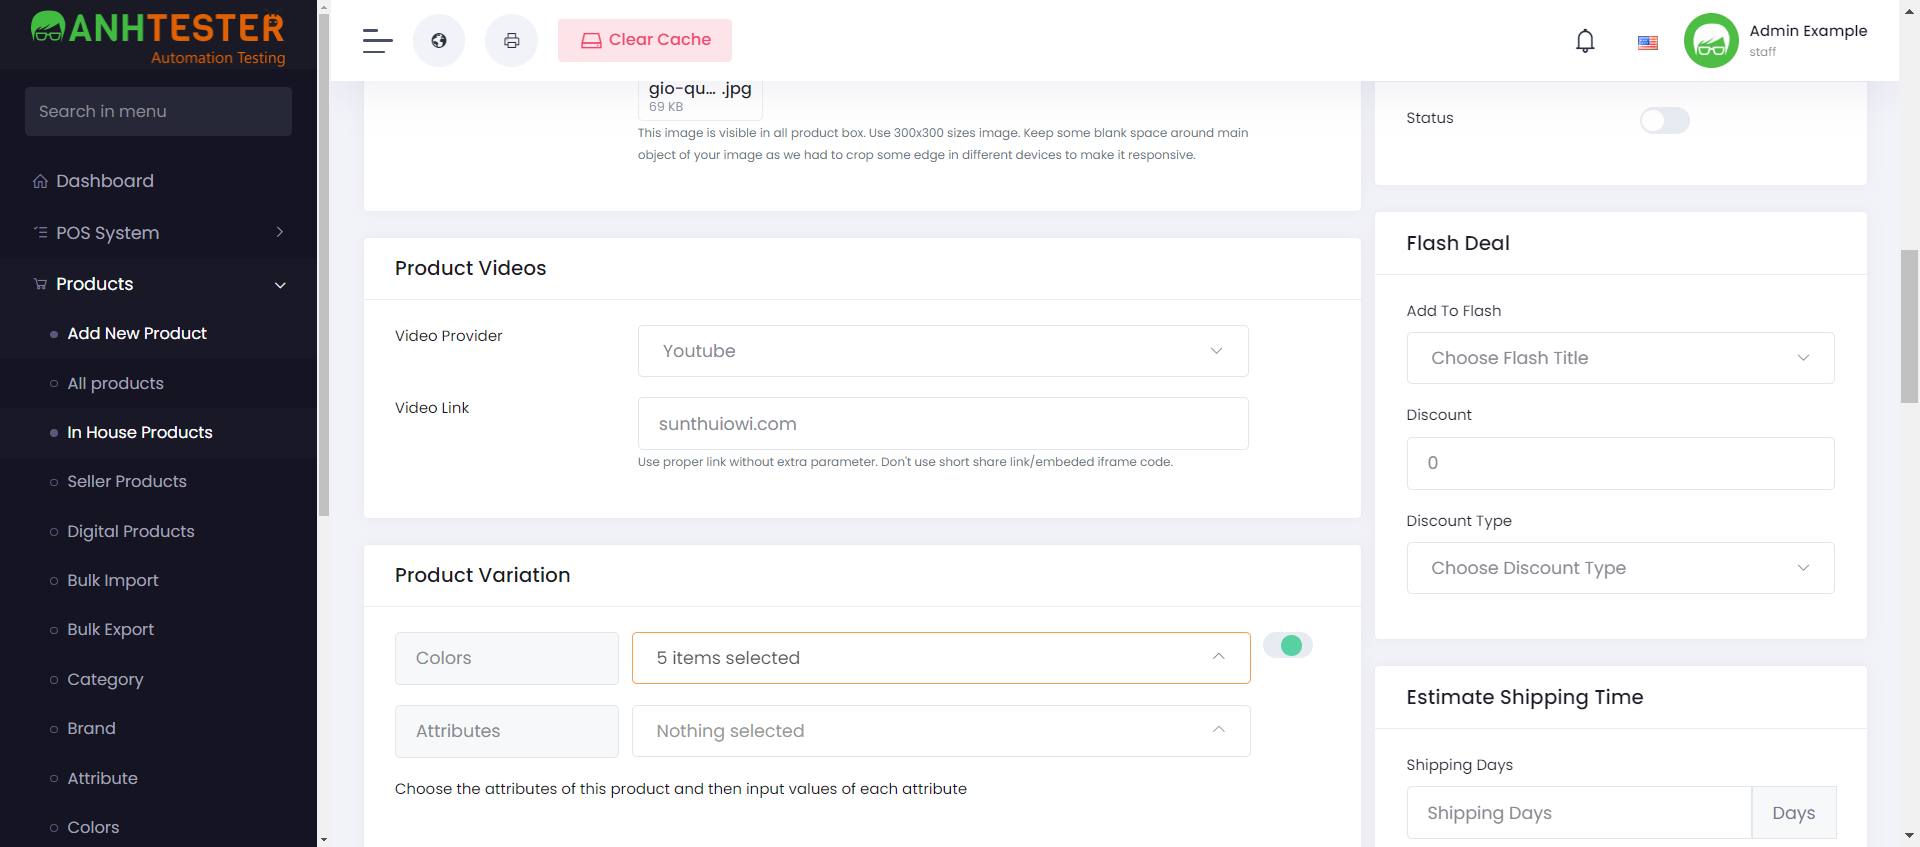 ANHTESTER
Automation Testing
Search in menu
Dashboard
POS System
Products
Add New Product
All products
In House Products
Seller Products
Digital Products
Bulk Import
Bulk Export
Category
Brand
Attribute
Colors
Clear Cache
Admin Example
staff
gio-qu... .jpg
69 KB
This image is visible in all product box. Use 300x300 sizes image. Keep some blank space around main
object of your image as we had to crop some edge in different devices to make it responsive.
Product Videos
Video Provider
Youtube
Video Link
sunthuiowi.com
Use proper link without extra parameter. Don't use short share link/embeded iframe code.
Product Variation
Colors
5 items selected
Attributes
Nothing selected
Choose the attributes of this product and then input values of each attribute
Status
Flash Deal
Add To Flash
Choose Flash Title
Discount
0
Discount Type
Choose Discount Type
Estimate Shipping Time
Shipping Days
Shipping Days
Days